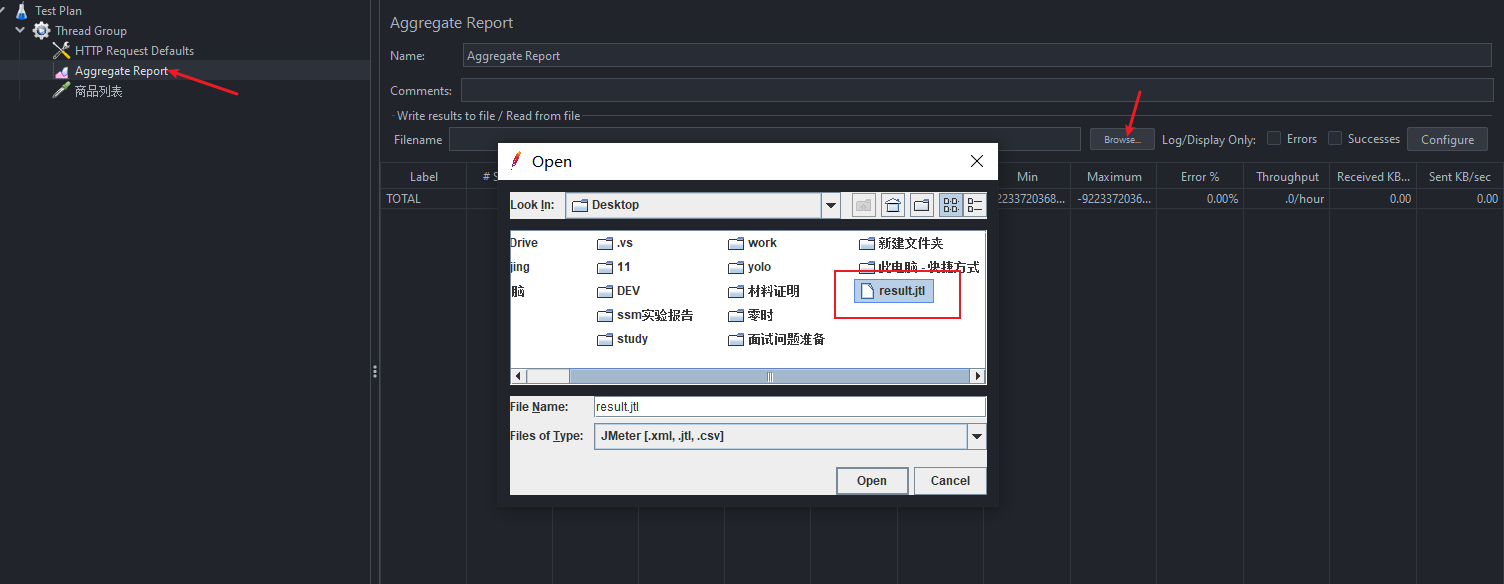 Test Plan
Thread Group
HTTP Request Defaults
Aggregate Report
商品列表
Aggregate Report
Name: Aggregate Report
Comments:
Write results to file / Read from file
Filename Browse... Log/Display Only: Errors Successes Configure
Label # S Min Maximum Error % Throughput Received KB... Sent KB/sec
TOTAL 2233720368... -9223372036... 0.00% .0/hour 0.00 0.00
Open
Look In: Desktop
Drive .vs work 新建文件夹
jing 11 yolo 此电脑 - 快捷方式
脑 DEV 材料证明 result.jtl
ssm实验报告 零时
study 面试问题准备
File Name: result.jtl
Files of Type: JMeter [.xml, .jtl, .csv]
Open Cancel